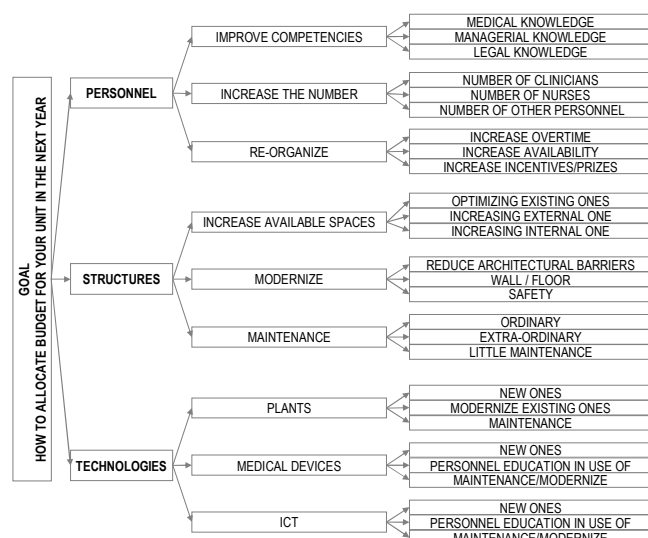 GOAL
HOW TO ALLOCATE BUDGET FOR YOUR UNIT IN THE NEXT YEAR
PERSONNEL
IMPROVE COMPETENCIES
MEDICAL KNOWLEDGE
MANAGERIAL KNOWLEDGE
LEGAL KNOWLEDGE
INCREASE THE NUMBER
NUMBER OF CLINICIANS
NUMBER OF NURSES
NUMBER OF OTHER PERSONNEL
RE-ORGANIZE
INCREASE OVERTIME
INCREASE AVAILABILITY
INCREASE INCENTIVES/PRIZES
STRUCTURES
INCREASE AVAILABLE SPACES
OPTIMIZING EXISTING ONES
INCREASING EXTERNAL ONE
INCREASING INTERNAL ONE
MODERNIZE
REDUCE ARCHITECTURAL BARRIERS
WALL / FLOOR
SAFETY
MAINTENANCE
ORDINARY
EXTRA-ORDINARY
LITTLE MAINTENANCE
TECHNOLOGIES
PLANTS
NEW ONES
MODERNIZE EXISTING ONES
MAINTENANCE
MEDICAL DEVICES
NEW ONES
PERSONNEL EDUCATION IN USE OF
MAINTENANCE/MODERNIZE
ICT
NEW ONES
PERSONNEL EDUCATION IN USE OF
MAINTENANCE/MODERNIZE